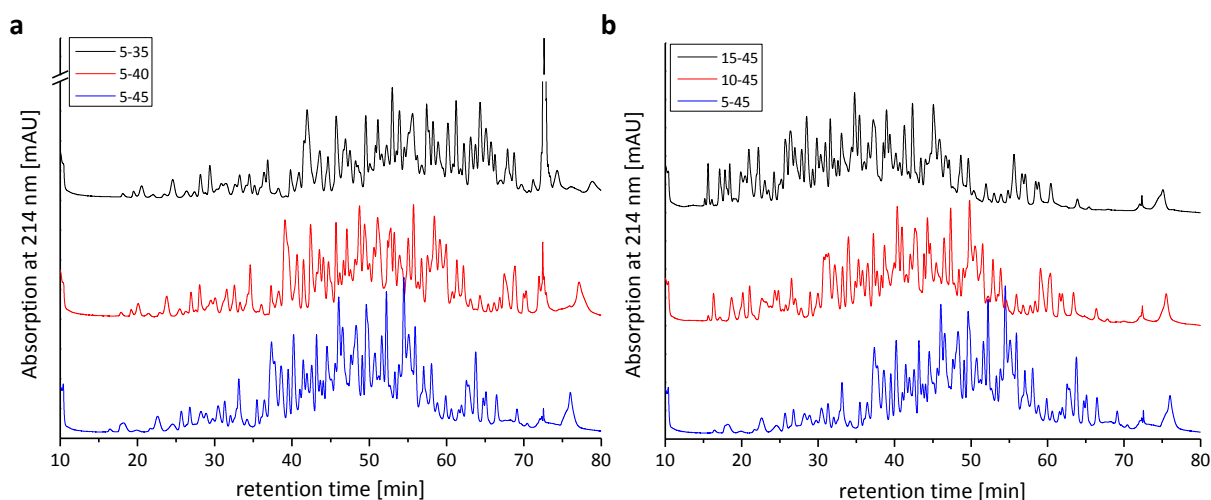 a
5-35
5-40
5-45
Absorption at 214 nm [mAU]
10 20 30 40 50 60 70 80
retention time [min]
b
15-45
10-45
5-45
Absorption at 214 nm [mAU]
10 20 30 40 50 60 70 80
retention time [min]